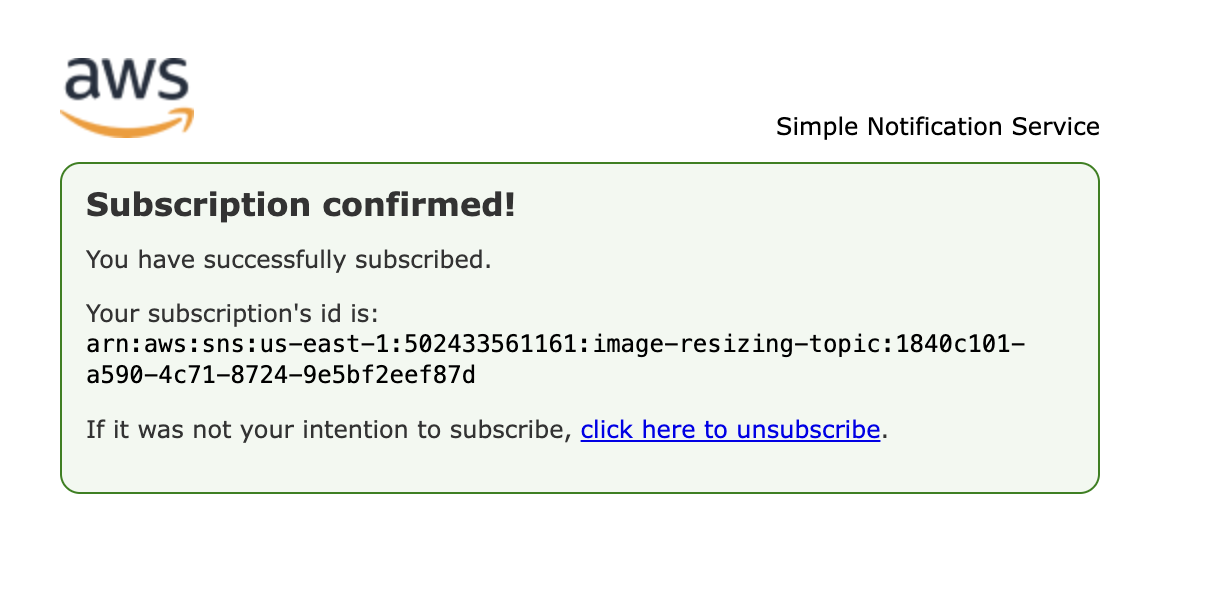 aws
Simple Notification Service
Subscription confirmed!
You have successfully subscribed.
Your subscription's id is:
arn:aws:sns:us-east-1:502433561161:image-resizing-topic:1840c101-
a590-4c71-8724-9e5bf2eef87d
If it was not your intention to subscribe, click here to unsubscribe.